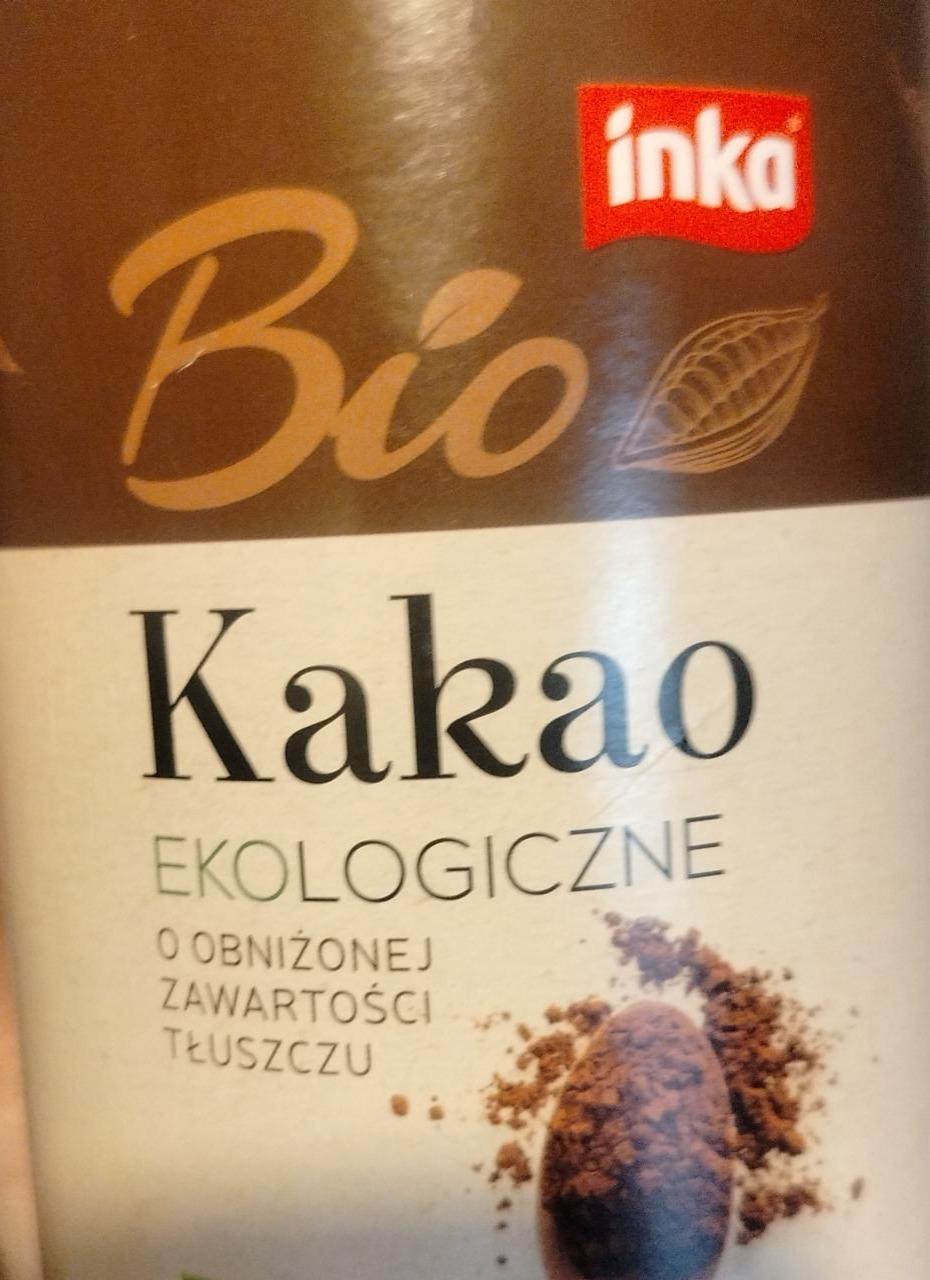 inka
Bio
Kakao
EKOLOGICZNE
O OBNIŻONEJ
ZAWARTOŚCI
TŁUSZCZU